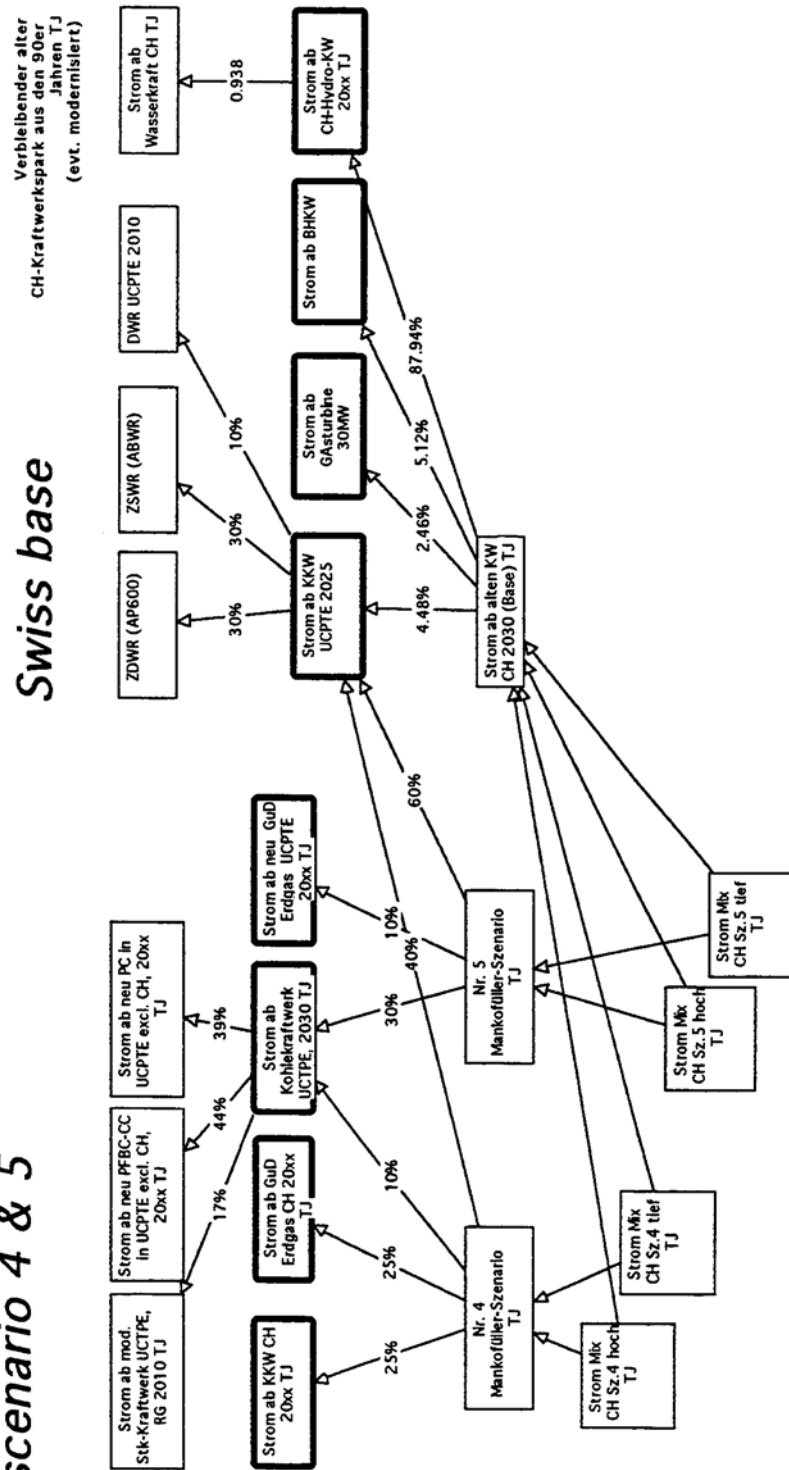 scenario 4 & 5
Swiss base
Verbleibender alter
CH-Kraftwerkspark aus den 90er
Jahren TJ
(evt. modernisiert)
Strom ab mod.
Stk-Kraftwerk UCTPE,
RG 2010 TJ
Strom ab neu PFBC-CC
in UCPTE excl. CH,
20xx TJ
Strom ab neu PC in
UCPTE excl. CH, 20xx
TJ
ZDWR (AP600)
ZSWR (ABWR)
DWR UCPTE 2010
Strom ab
Wasserkraft CH TJ
17%
44%
39%
30%
30%
10%
0.938
Strom ab KKW CH
20xx TJ
Strom ab GuD
Erdgas CH 20xx
TJ
Strom ab
Kohlekraftwerk
UCTPE, 2030 TJ
Strom ab neu GuD
Erdgas UCPTE
20xx TJ
Strom ab KKW
UCPTE 2025
Strom ab
GAsturbine
30MW
Strom ab BHKW
Strom ab
CH-Hydro-KW
20xx TJ
25%
25%
10%
30%
10%
40%
60%
4.48%
2.46%
5.12%
87.94%
Nr. 4
Mankofüller-Szenario
TJ
Nr. 5
Mankofüller-Szenario
TJ
Strom ab alten KW
CH 2030 (Base) TJ
Strom Mix
CH Sz.4 hoch
TJ
Strom Mix
CH Sz.4 tief
TJ
Strom Mix
CH Sz.5 hoch
TJ
Strom Mix
CH Sz.5 tief
TJ